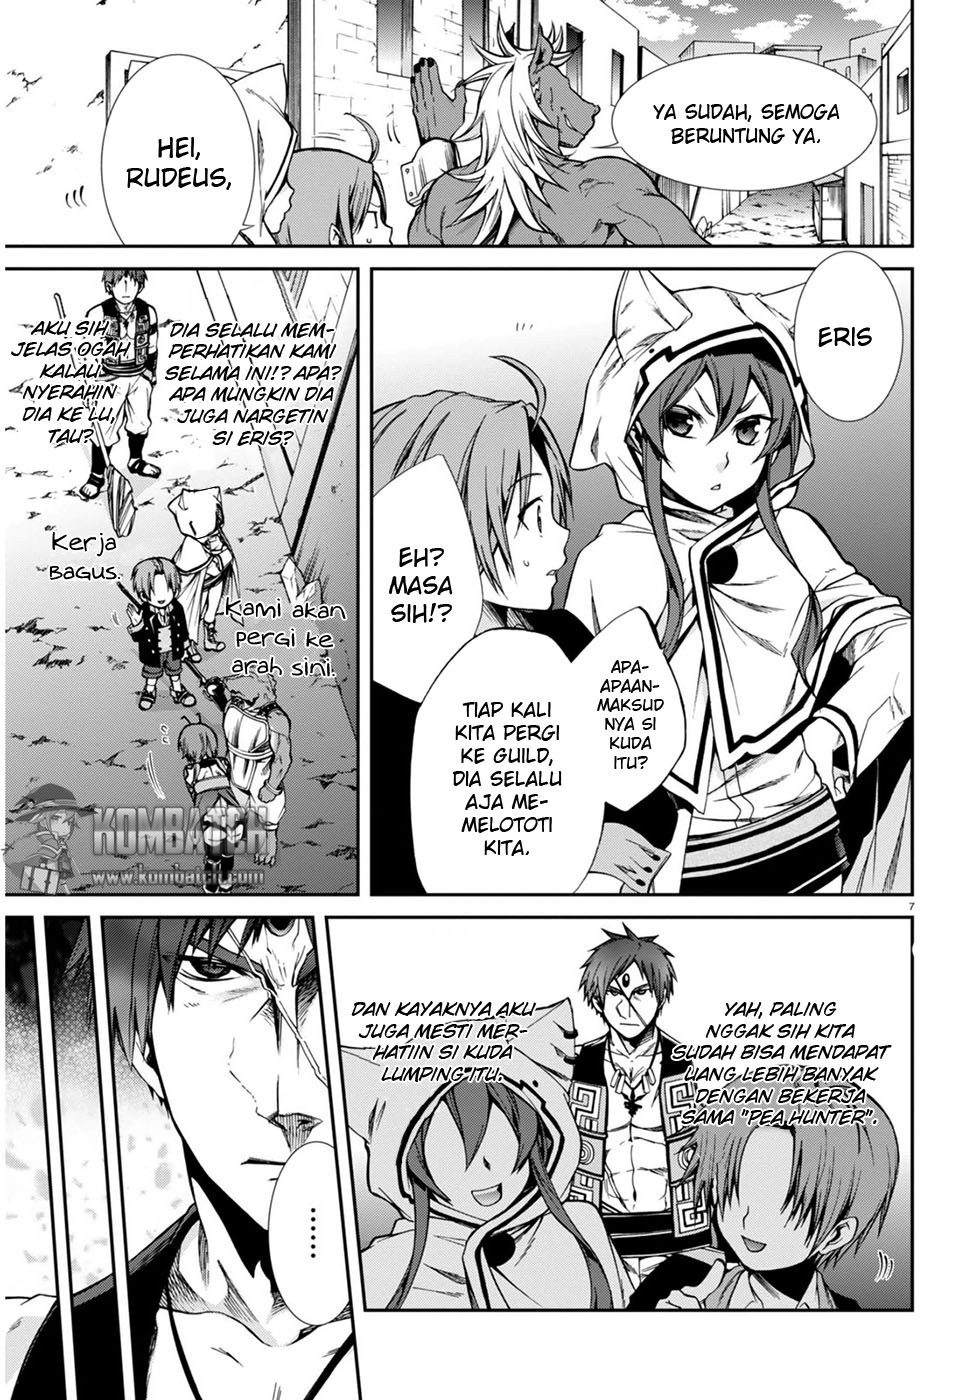 YA SUDAH, SEMOGA
BERUNTUNG YA.
HEI,
RUDEUS,
ERIS
EH?
MASA
SIH!?
APA-
APAAN-
MAKSUD
NYA SI
KUDA
ITU?
TIAP KALI
KITA PERGI
KE GUILD,
DIA SELALU
AJA ME-
MELOTOTI
KITA.
DIA SELALU MEM-
PERHATIKAN KAMI
SELAMA INI!? APA?
APA MUNGKIN DIA
JUGA NARGETIN
SI ERIS?
AKU SIH
JELAS OGAH
KALAU
NYERAHIN
DIA KE LU,
TAU?
Kerja
Bagus.
Kami akan
pergi ke
arah sini.
KOMBATCH
www.kombatch.com
7
YAH, PALING
NGGAK SIH KITA
SUDAH BISA MENDAPAT
UANG LEBIH BANYAK
DENGAN BEKERJA
SAMA "PEA HUNTER".
DAN KAYAKNYA AKU
JUGA MESTI MER-
HATIIN SI KUDA
LUMPING ITU.
........